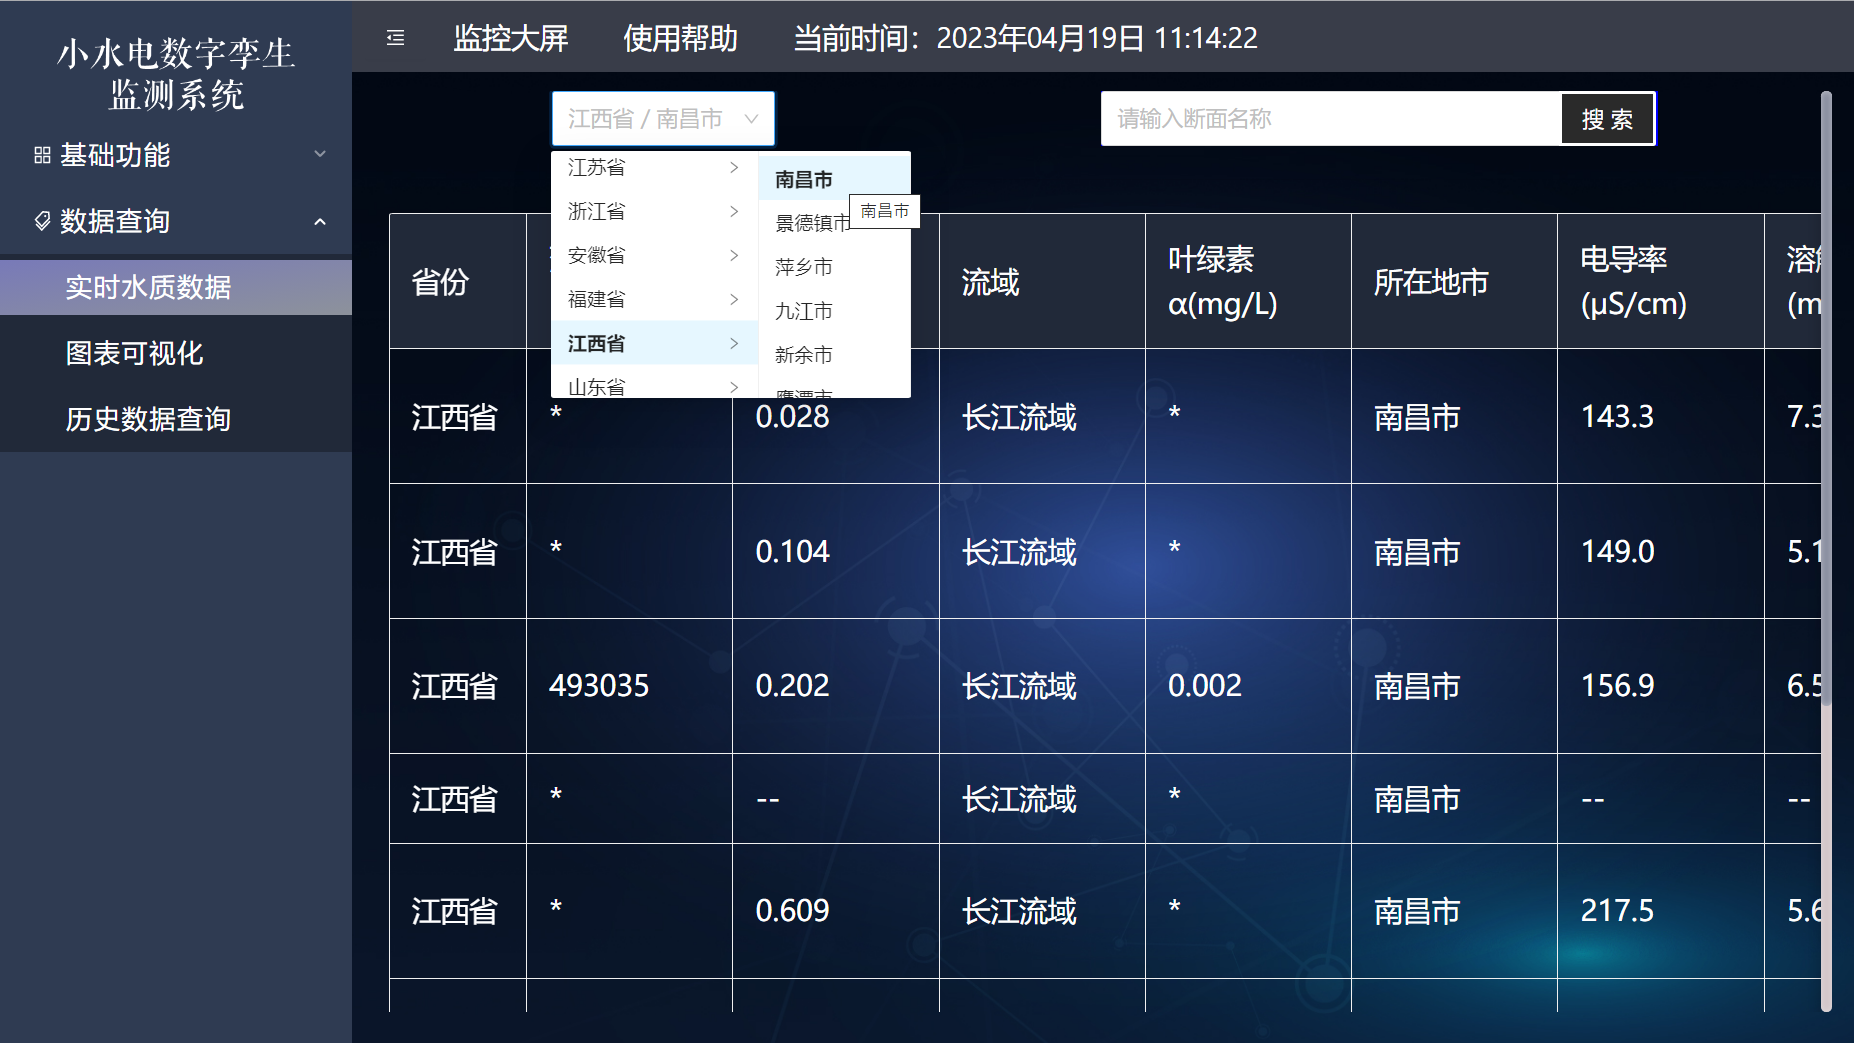 小水电数字孪生
监测系统
基础功能
数据查询
实时水质数据
图表可视化
历史数据查询
监控大屏 使用帮助 当前时间：2023年04月19日 11:14:22
江西省 / 南昌市
请输入断面名称
搜 索
江苏省
浙江省
安徽省
福建省
江西省
山东省
南昌市
景德镇市
萍乡市
九江市
新余市
鹰潭市
南昌市
省份 流域 叶绿素 α(mg/L) 所在地市 电导率 (μS/cm)
江西省 * 0.028 长江流域 * 南昌市 143.3 7.3
江西省 * 0.104 长江流域 * 南昌市 149.0 5.1
江西省 493035 0.202 长江流域 0.002 南昌市 156.9 6.5
江西省 * -- 长江流域 * 南昌市 -- --
江西省 * 0.609 长江流域 * 南昌市 217.5 5.6